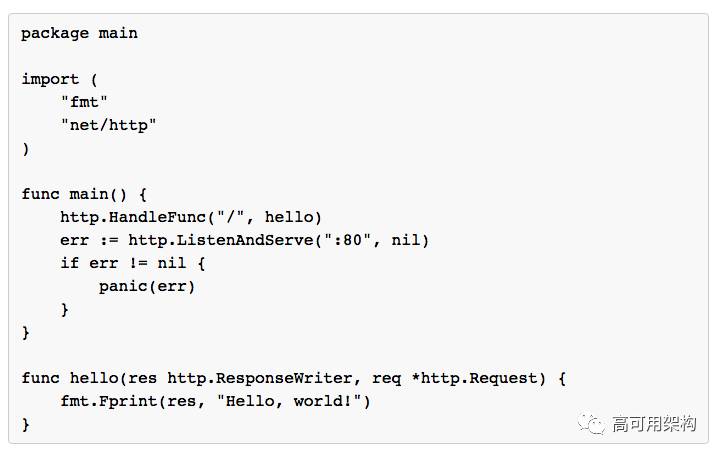 package main

import (
    "fmt"
    "net/http"
)

func main() {
    http.HandleFunc("/", hello)
    err := http.ListenAndServe(":80", nil)
    if err != nil {
        panic(err)
    }
}

func hello(res http.ResponseWriter, req *http.Request) {
    fmt.Fprint(res, "Hello, world!")
}
高可用架构